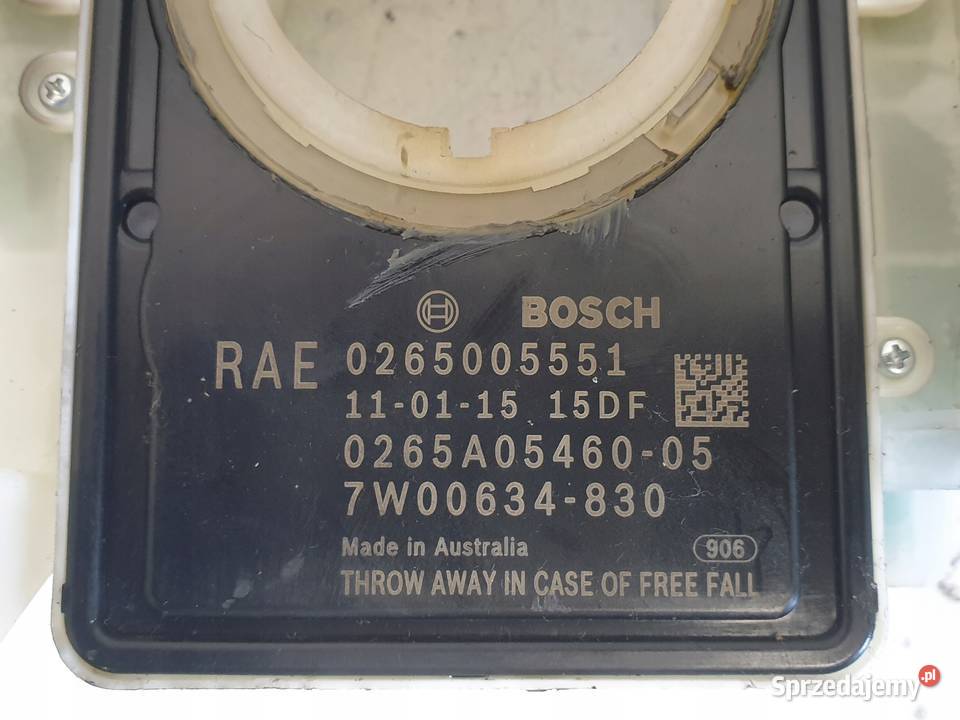 BOSCH
RAE 0265005551
11-01-15 15DF
0265A05460-05
7W00634-830
Made in Australia 906
THROW AWAY IN CASE OF FREE FALL
Sprzedajemy .pl